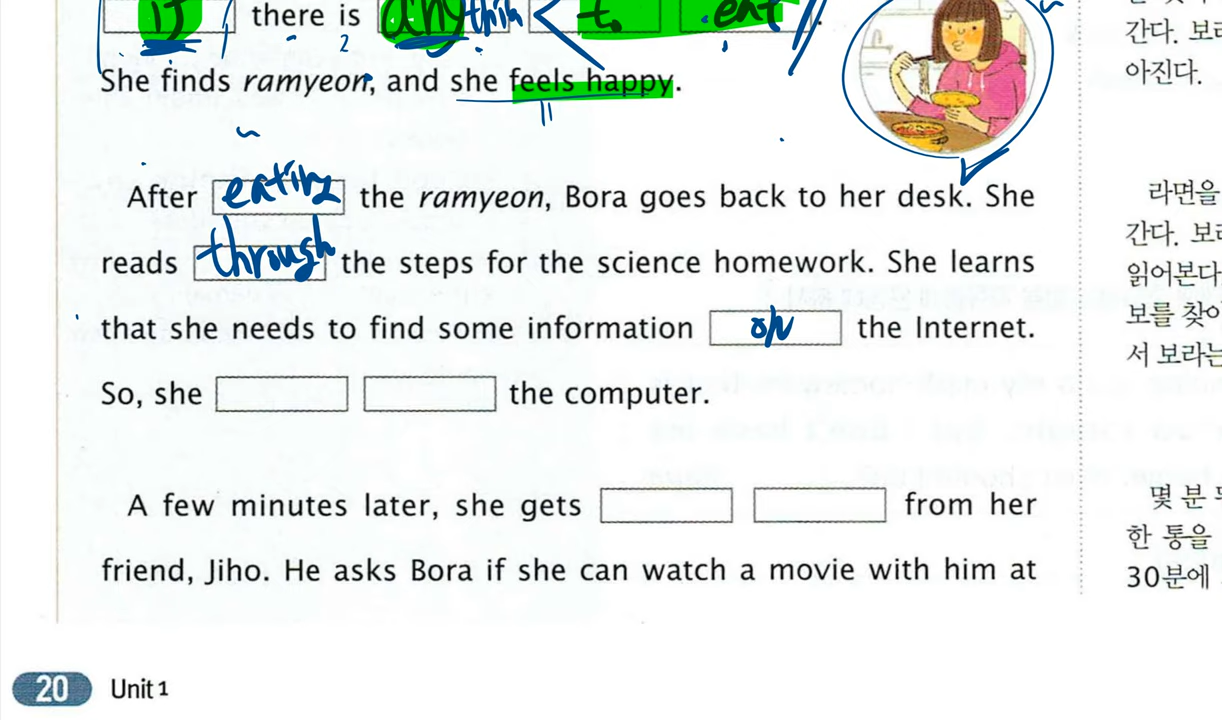 if there is any thin t. eat
She finds ramyeon, and she feels happy.
After eating the ramyeon, Bora goes back to her desk. She
reads through the steps for the science homework. She learns
that she needs to find some information on the Internet.
So, she the computer.
A few minutes later, she gets from her
friend, Jiho. He asks Bora if she can watch a movie with him at
20 Unit 1
간다. 보
아진다.
라면을
간다. 보
읽어본다
보를 찾
서 보라는
몇 분
한 통을
30분에